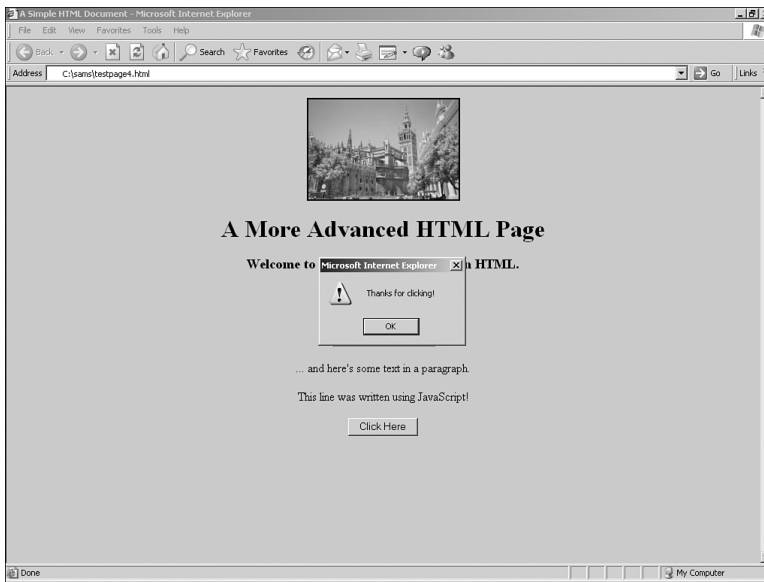 A Simple HTML Document - Microsoft Internet Explorer
File Edit View Favorites Tools Help
Back Search Favorites
Address C:\sams\testpage4.html Go Links
A More Advanced HTML Page
Welcome to n HTML.
Microsoft Internet Explorer
Thanks for clicking!
OK
... and here's some text in a paragraph.
This line was written using JavaScript!
Click Here
Done My Computer